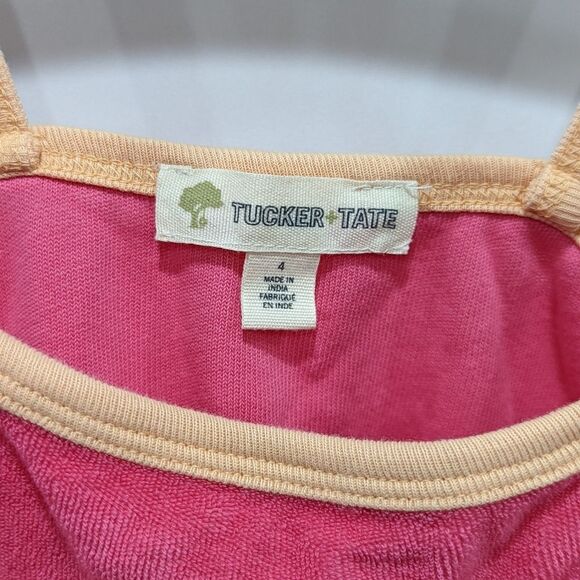 TUCKER+TATE
4
MADE IN
INDIA
FABRIQUÉ
EN INDE